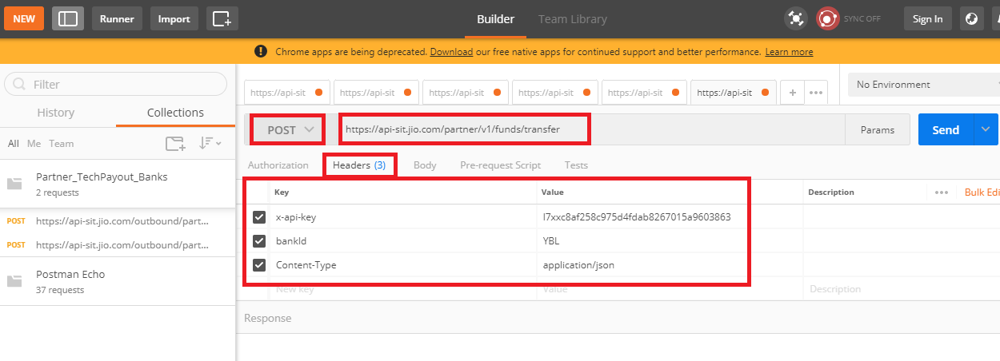 NEW Runner Import Builder Team Library SYNC OFF Sign In
Chrome apps are being deprecated. Download our free native apps for continued support and better performance. Learn more
Filter
History Collections
All Me Team
Partner_TechPayout_Banks
2 requests
POST https://api-sit.jio.com/outbound/part...
POST https://api-sit.jio.com/outbound/part...
Postman Echo
37 requests
https://api-sit https://api-sit https://api-sit https://api-sit https://api-sit https://api-sit + ••• No Environment
POST https://api-sit.jio.com/partner/v1/funds/transfer Params Send
Authorization Headers (3) Body Pre-request Script Tests
Key Value Description ••• Bulk Edi
x-api-key l7xxc8af258c975d4fdab8267015a9603863
bankId YBL
Content-Type application/json
New key Value Description
Response